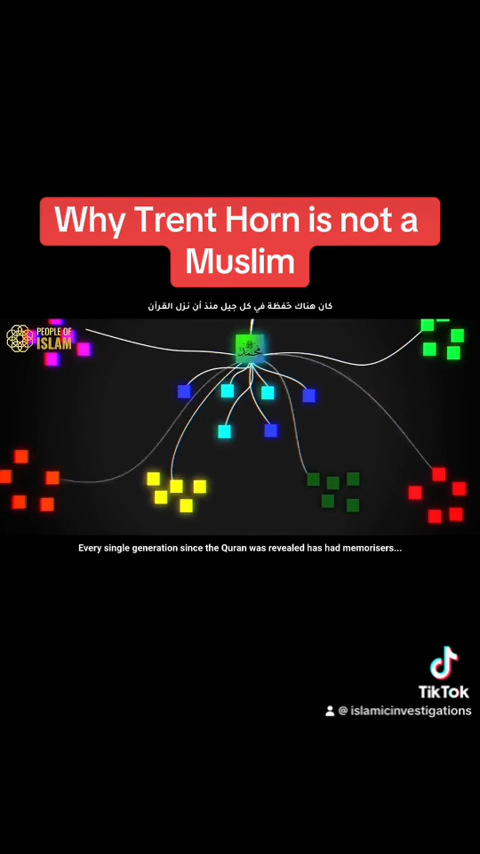 Why Trent Horn is not a
Muslim
كان هناك حَفظَة في كل جيل منذ أن نزل القرآن
PEOPLE OF
ISLAM
محمد
Every single generation since the Quran was revealed has had memorisers...
TikTok
@ islamicinvestigations